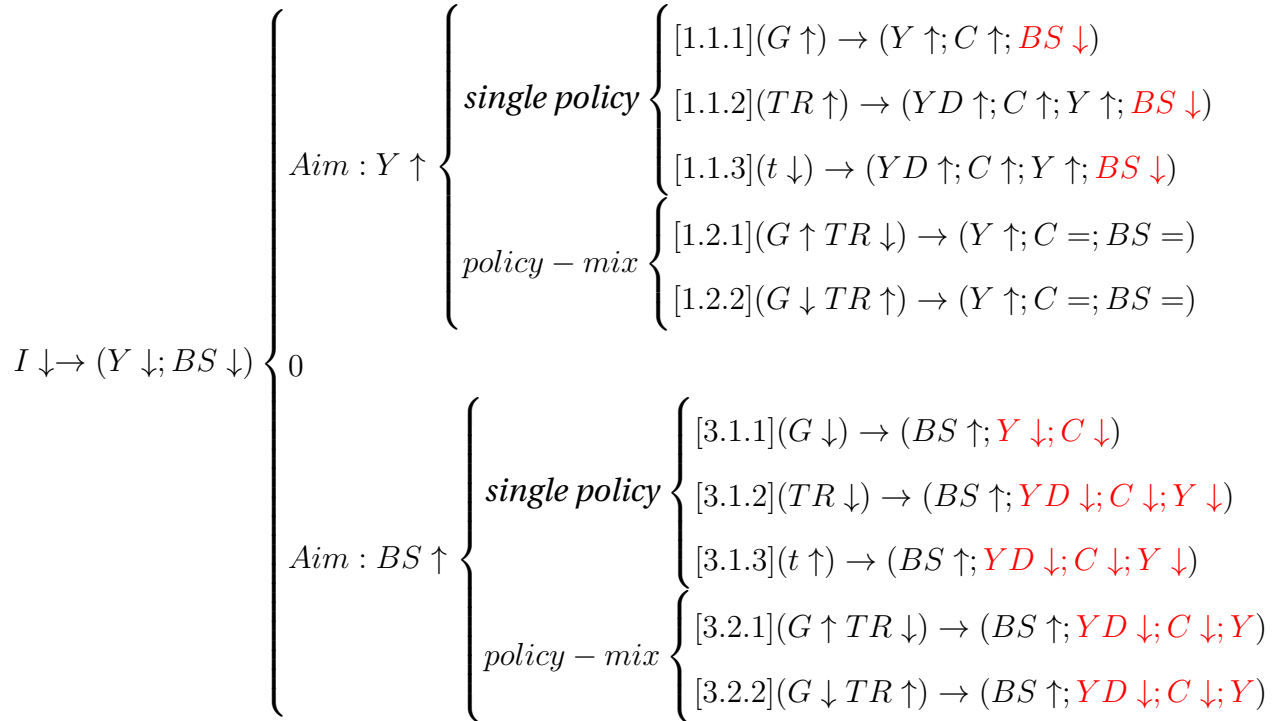 [1.1.1](G ↑) → (Y ↑; C ↑; BS ↓)
single policy
[1.1.2](TR ↑) → (YD ↑; C ↑; Y ↑; BS ↓)
Aim : Y ↑
[1.1.3](t ↓) → (YD ↑; C ↑; Y ↑; BS ↓)
[1.2.1](G ↑ TR ↓) → (Y ↑; C =; BS =)
policy − mix
[1.2.2](G ↓ TR ↑) → (Y ↑; C =; BS =)
I ↓→ (Y ↓; BS ↓)
0
[3.1.1](G ↓) → (BS ↑; Y ↓; C ↓)
single policy
[3.1.2](TR ↓) → (BS ↑; YD ↓; C ↓; Y ↓)
Aim : BS ↑
[3.1.3](t ↑) → (BS ↑; YD ↓; C ↓; Y ↓)
[3.2.1](G ↑ TR ↓) → (BS ↑; YD ↓; C ↓; Y)
policy − mix
[3.2.2](G ↓ TR ↑) → (BS ↑; YD ↓; C ↓; Y)